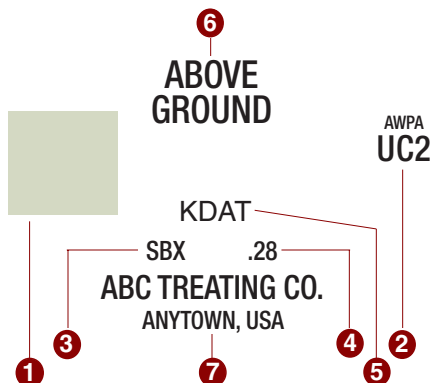 6
ABOVE
GROUND
AWPA
UC2
KDAT
SBX .28
ABC TREATING CO.
ANYTOWN, USA
1 3 7 4 5 2